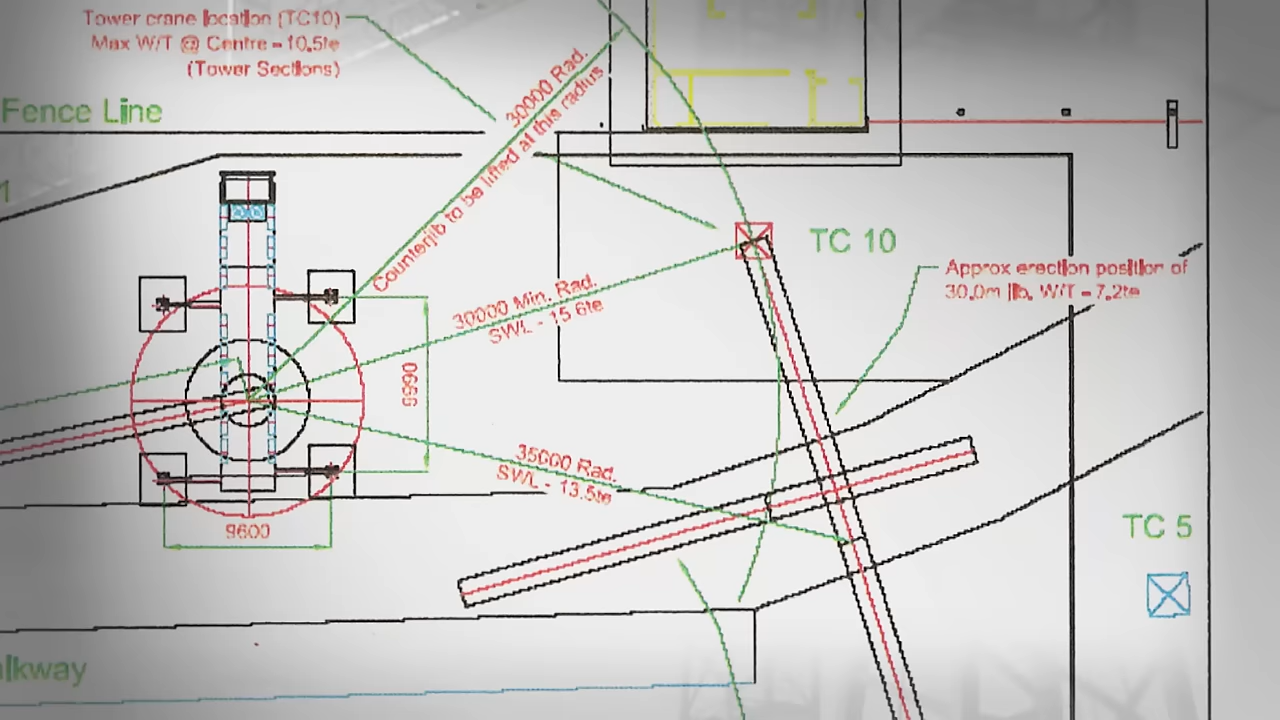 Tower crane location (TC10)
Max W/T @ Centre - 10.5te
(Tower Sections)
Fence Line
30000 Rad.
Counterjib to be lifted at this radius
TC 10
Approx erection position of
30.0m jib. W/T - 7.2te
30000 Min. Rad.
SWL - 15 6te
35000 Rad.
SWL - 13.5te
9600
TC 5